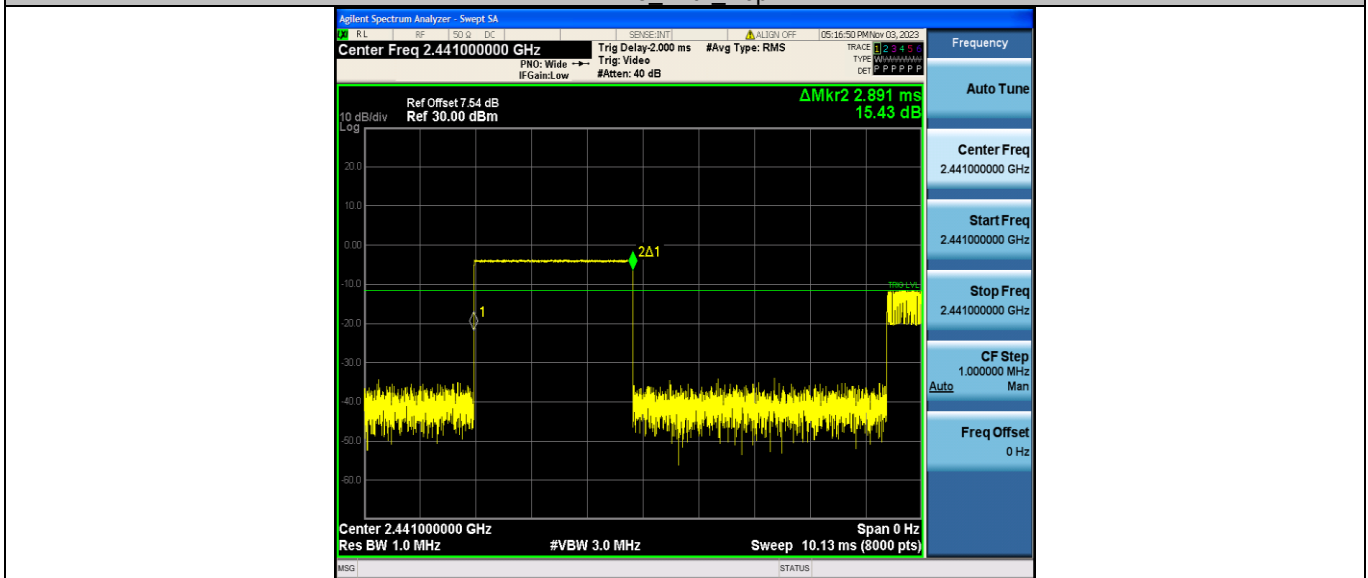 Agilent Spectrum Analyzer - Swept SA
RL RF 50 Ω DC SENSE:INT ALIGN OFF 05:16:50 PM Nov 03, 2023
Center Freq 2.441000000 GHz
PNO: Wide
IFGain:Low
Trig Delay-2.000 ms
Trig: Video
#Atten: 40 dB
#Avg Type: RMS
TRACE 1 2 3 4 5 6
TYPE
DET P P P P P P
ΔMkr2 2.891 ms
15.43 dB
Ref Offset 7.54 dB
10 dB/div Ref 30.00 dBm
Log
20.0
10.0
0.00
-10.0
-20.0
-30.0
-40.0
-50.0
-60.0
2Δ1
1
TRIG LVL
Center 2.441000000 GHz Span 0 Hz
Res BW 1.0 MHz #VBW 3.0 MHz Sweep 10.13 ms (8000 pts)
MSG STATUS
Frequency
Auto Tune
Center Freq
2.441000000 GHz
Start Freq
2.441000000 GHz
Stop Freq
2.441000000 GHz
CF Step
1.000000 MHz
Auto Man
Freq Offset
0 Hz